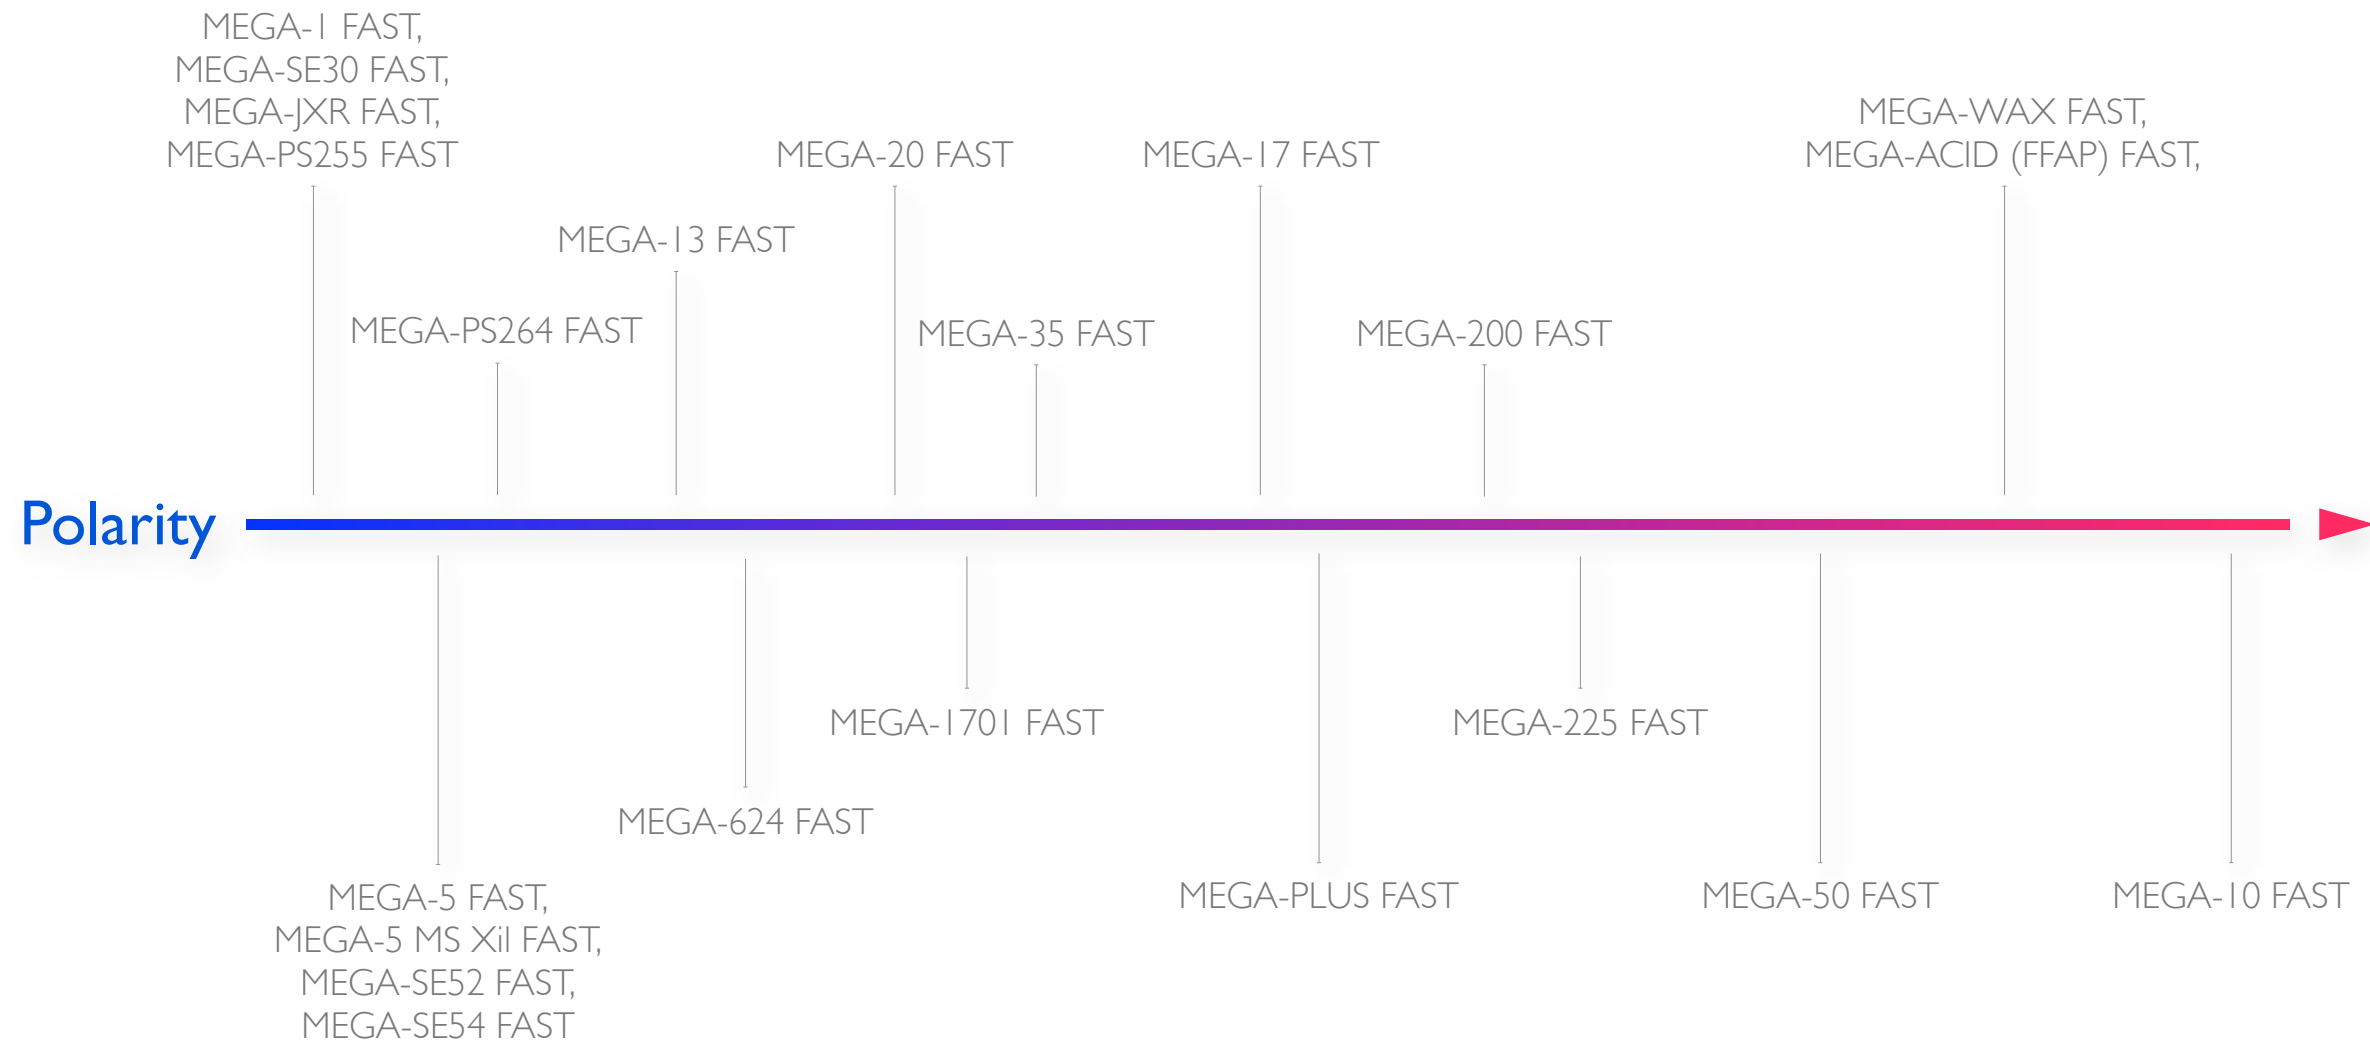 MEGA-1 FAST,
MEGA-SE30 FAST,
MEGA-JXR FAST,
MEGA-PS255 FAST
MEGA-20 FAST
MEGA-17 FAST
MEGA-WAX FAST,
MEGA-ACID (FFAP) FAST,
MEGA-13 FAST
MEGA-PS264 FAST
MEGA-35 FAST
MEGA-200 FAST
Polarity
MEGA-1701 FAST
MEGA-225 FAST
MEGA-624 FAST
MEGA-5 FAST,
MEGA-5 MS Xil FAST,
MEGA-SE52 FAST,
MEGA-SE54 FAST
MEGA-PLUS FAST
MEGA-50 FAST
MEGA-10 FAST